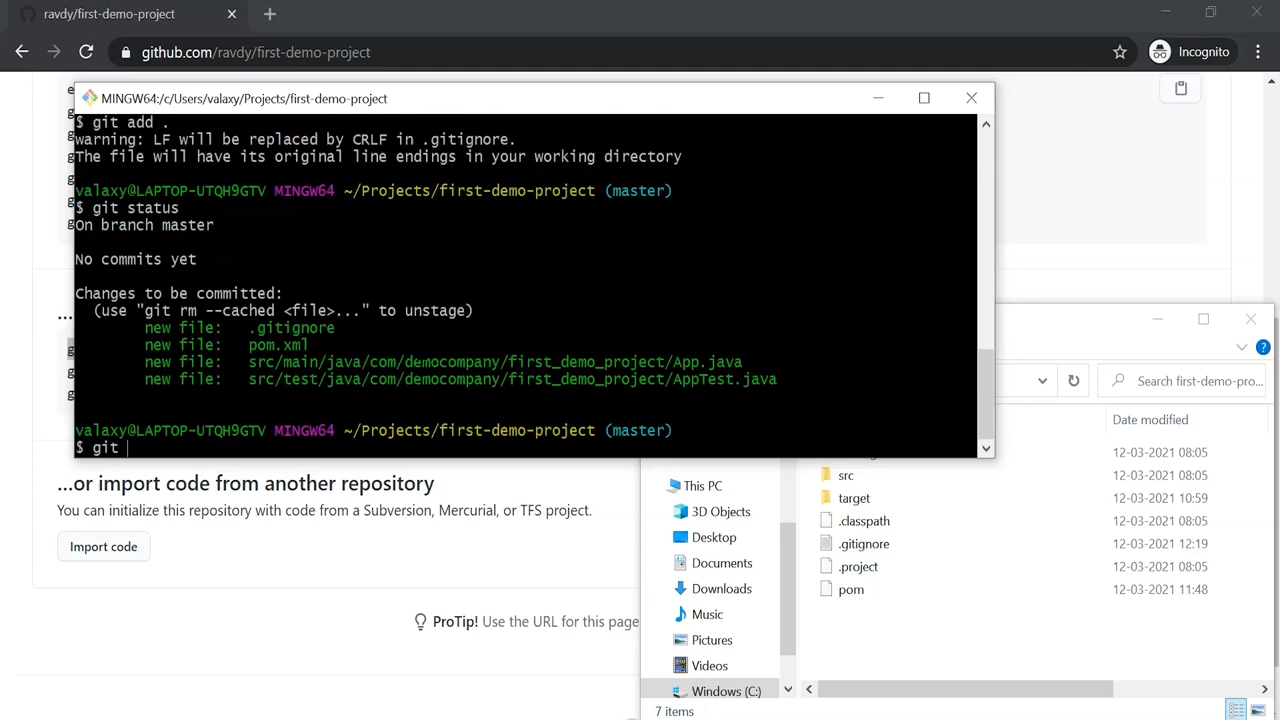 ravdy/first-demo-project
github.com/ravdy/first-demo-project
Incognito
MINGW64:/c/Users/valaxy/Projects/first-demo-project
$ git add .
warning: LF will be replaced by CRLF in .gitignore.
The file will have its original line endings in your working directory
valaxy@LAPTOP-UTQH9GTV MINGW64 ~/Projects/first-demo-project (master)
$ git status
On branch master
No commits yet
Changes to be committed:
(use "git rm --cached <file>..." to unstage)
new file: .gitignore
new file: pom.xml
new file: src/main/java/com/democompany/first_demo_project/App.java
new file: src/test/java/com/democompany/first_demo_project/AppTest.java
valaxy@LAPTOP-UTQH9GTV MINGW64 ~/Projects/first-demo-project (master)
$ git
...or import code from another repository
You can initialize this repository with code from a Subversion, Mercurial, or TFS project.
Import code
ProTip! Use the URL for this page
Search first-demo-pro...
Date modified
12-03-2021 08:05
src 12-03-2021 08:05
target 12-03-2021 10:59
.classpath 12-03-2021 08:05
.gitignore 12-03-2021 12:19
.project 12-03-2021 08:05
pom 12-03-2021 11:48
This PC
3D Objects
Desktop
Documents
Downloads
Music
Pictures
Videos
Windows (C:)
7 items